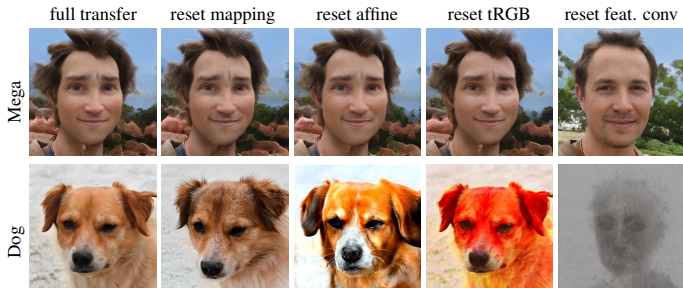 full transfer reset mapping reset affine reset tRGB reset feat. conv
Mega
Dog